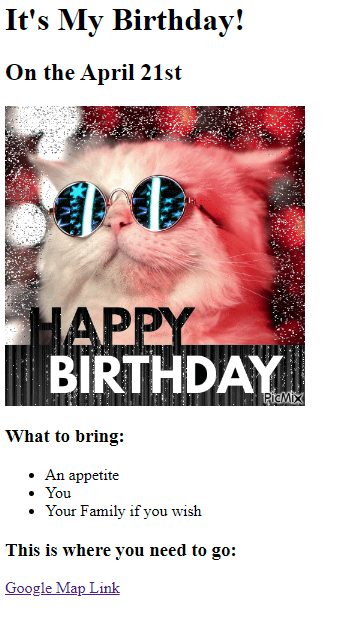 It's My Birthday!
On the April 21st
HAPPY
BIRTHDAY
PicMix
What to bring:
An appetite
You
Your Family if you wish
This is where you need to go:
Google Map Link